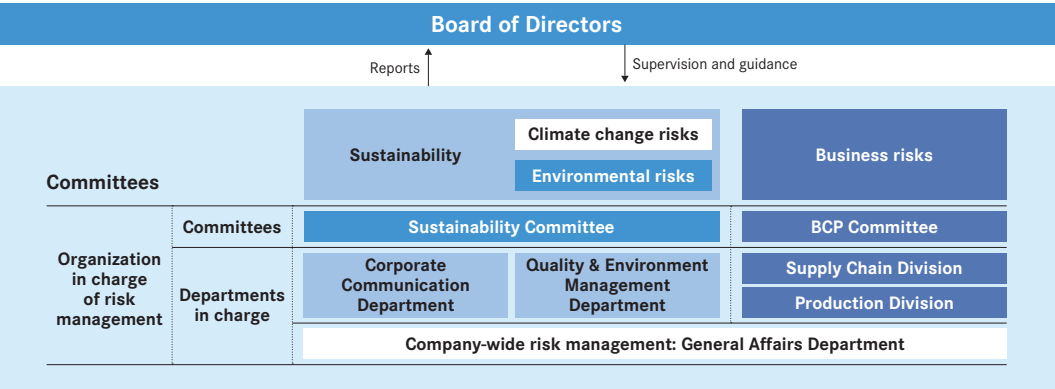 Board of Directors
Reports
Supervision and guidance
Committees
Sustainability
Climate change risks
Environmental risks
Business risks
Organization
in charge
of risk
management
Committees
Sustainability Committee
BCP Committee
Departments
in charge
Corporate
Communication
Department
Quality & Environment
Management
Department
Supply Chain Division
Production Division
Company-wide risk management: General Affairs Department